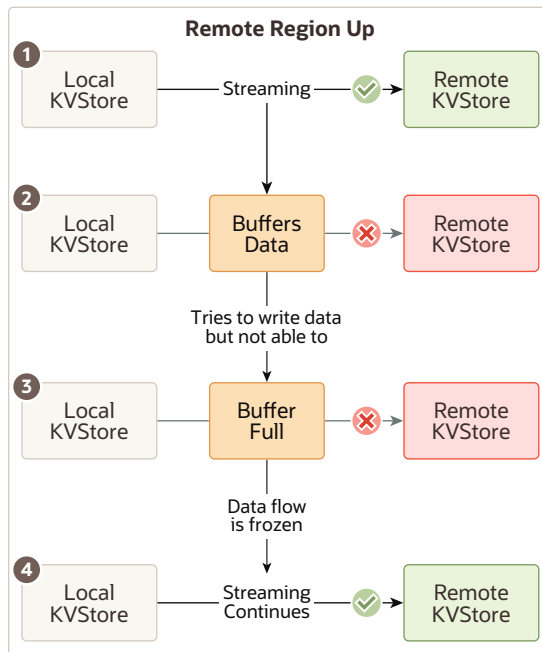 Remote Region Up
1
Local
KVStore
Streaming
Remote
KVStore
2
Local
KVStore
Buffers
Data
Remote
KVStore
Tries to write data
but not able to
3
Local
KVStore
Buffer
Full
Remote
KVStore
Data flow
is frozen
4
Local
KVStore
Streaming
Continues
Remote
KVStore